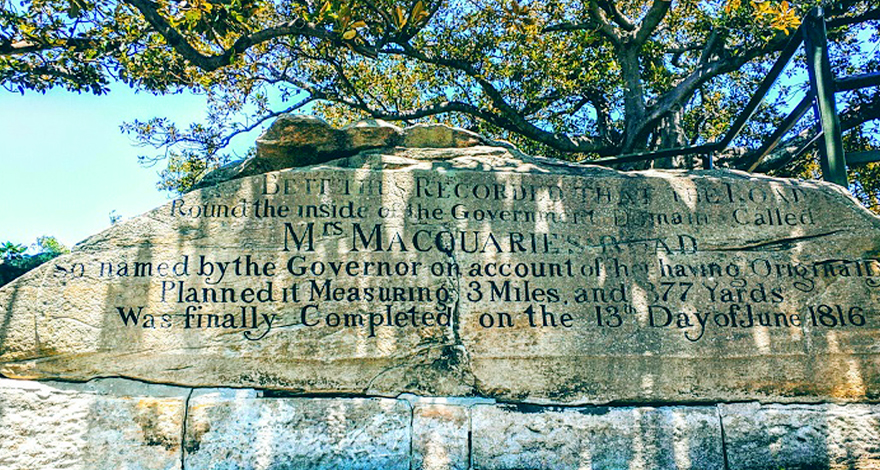 BE IT THUS RECORDED THAT THE ROAD
Round the inside of the Government Domain Called
Mrs MACQUARIES ROAD
So named by the Governor on account of her having Originally
Planned it Measuring 3 Miles, and 377 Yards
Was finally Completed on the 13th Day of June 1816